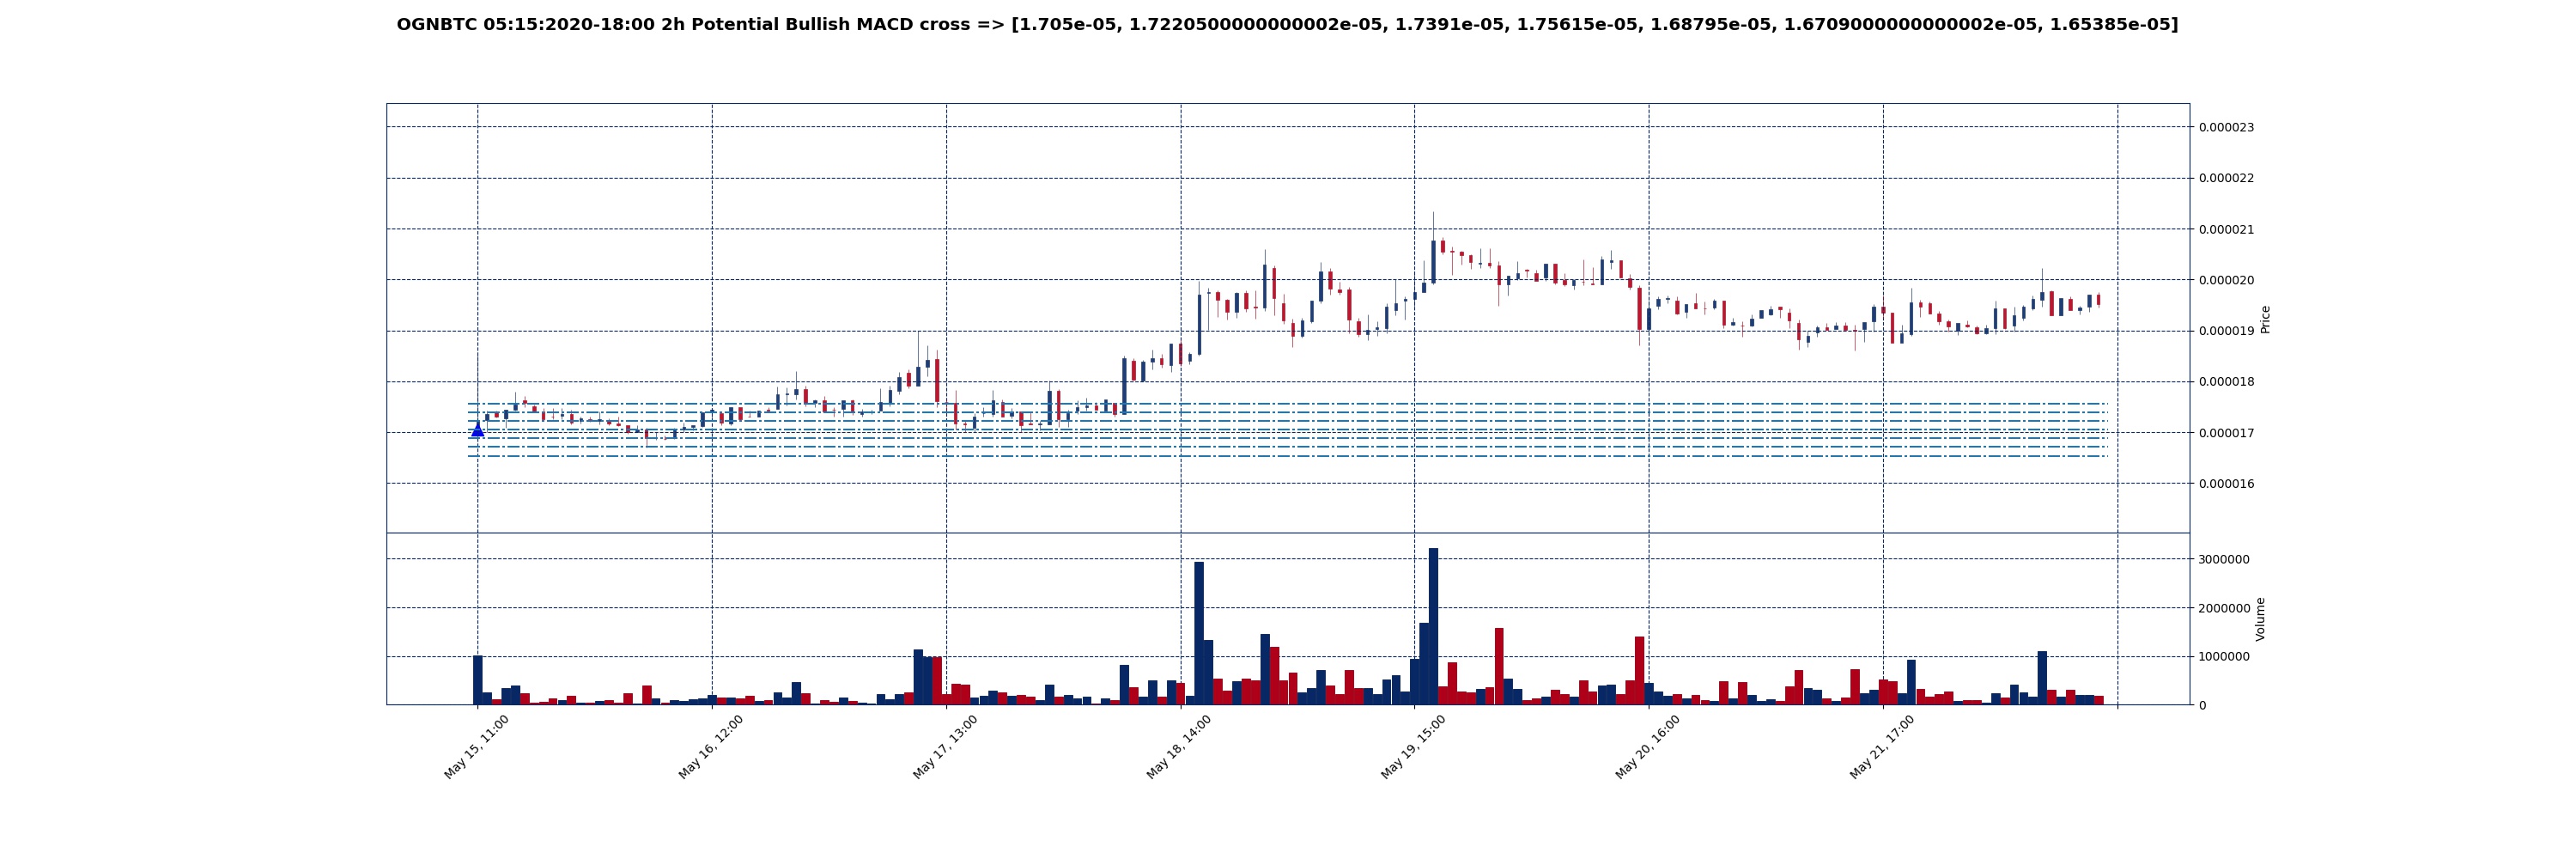 OGNBTC 05:15:2020-18:00 2h Potential Bullish MACD cross => [1.705e-05, 1.7220500000000002e-05, 1.7391e-05, 1.75615e-05, 1.68795e-05, 1.6709000000000002e-05, 1.65385e-05]
0.000023
0.000022
0.000021
0.000020
0.000019
0.000018
0.000017
0.000016
Price
3000000
2000000
1000000
0
Volume
May 15, 11:00
May 16, 12:00
May 17, 13:00
May 18, 14:00
May 19, 15:00
May 20, 16:00
May 21, 17:00